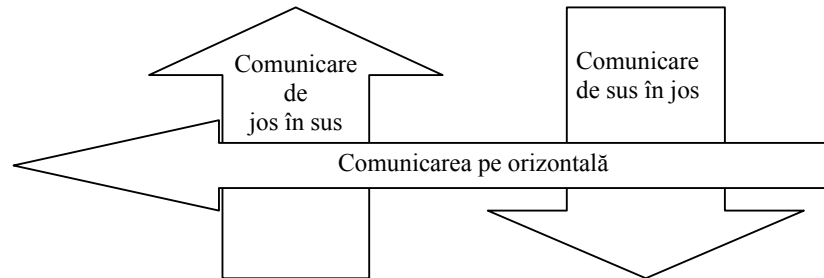 Comunicare
de
jos în sus
Comunicare
de sus în jos
Comunicarea pe orizontală